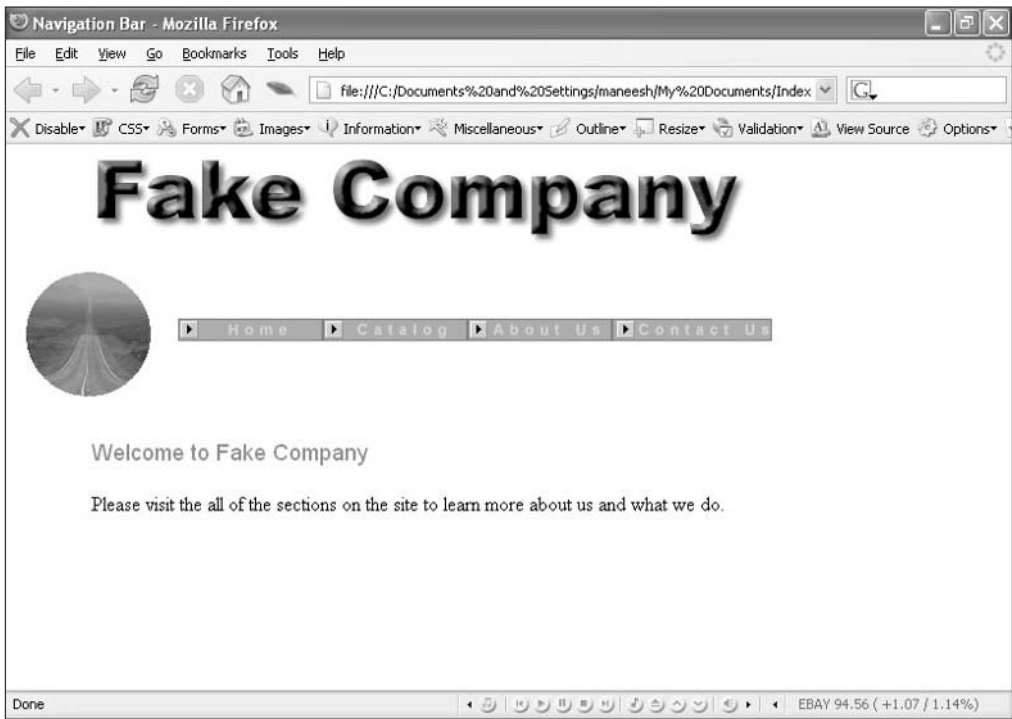 Navigation Bar - Mozilla Firefox
File Edit View Go Bookmarks Tools Help
file:///C:/Documents%20and%20Settings/maneesh/My%20Documents/Index G
Disable CSS Forms Images Information Miscellaneous Outline Resize Validation View Source Options
Fake Company
Home Catalog About Us Contact Us
Welcome to Fake Company
Please visit the all of the sections on the site to learn more about us and what we do.
Done EBAY 94.56 ( +1.07 / 1.14%)